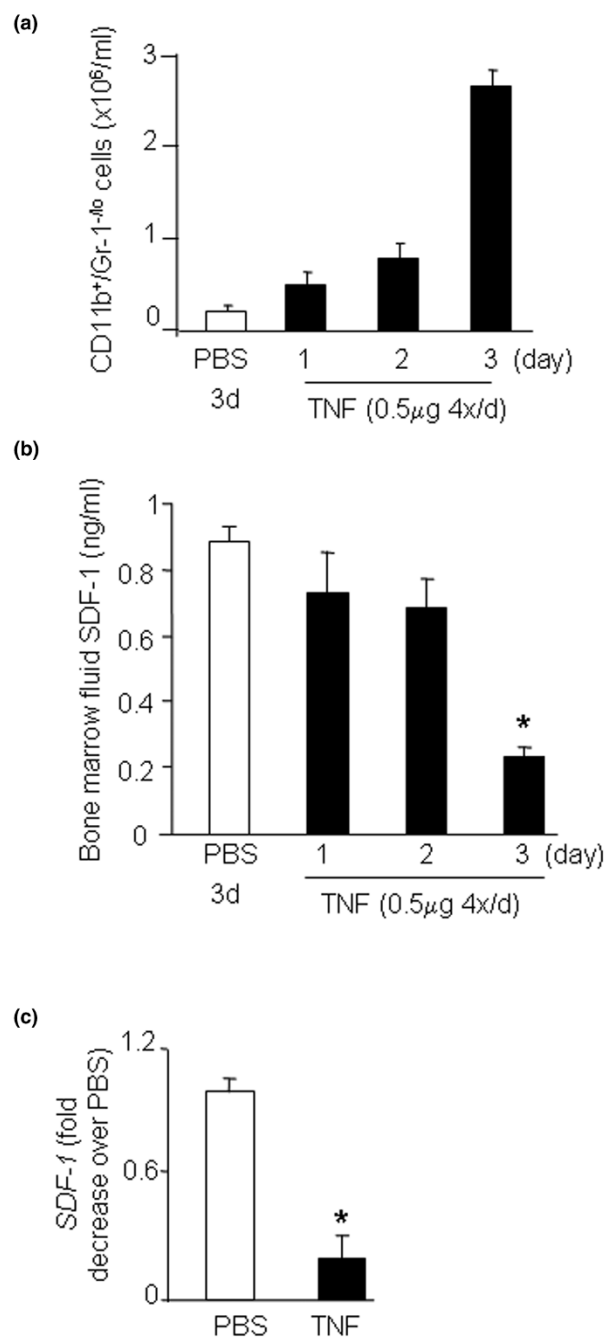 (a)
CD11b⁺/Gr-1⁻/ˡᵒ cells (x10⁶/ml)
3
2
1
0
PBS 1 2 3 (day)
3d TNF (0.5μg 4x/d)
(b)
Bone marrow fluid SDF-1 (ng/ml)
1
0.8
0.6
0.4
0.2
0
*
PBS 1 2 3 (day)
3d TNF (0.5μg 4x/d)
(c)
SDF-1 (fold
decrease over PBS)
1.2
0.6
0
*
PBS TNF